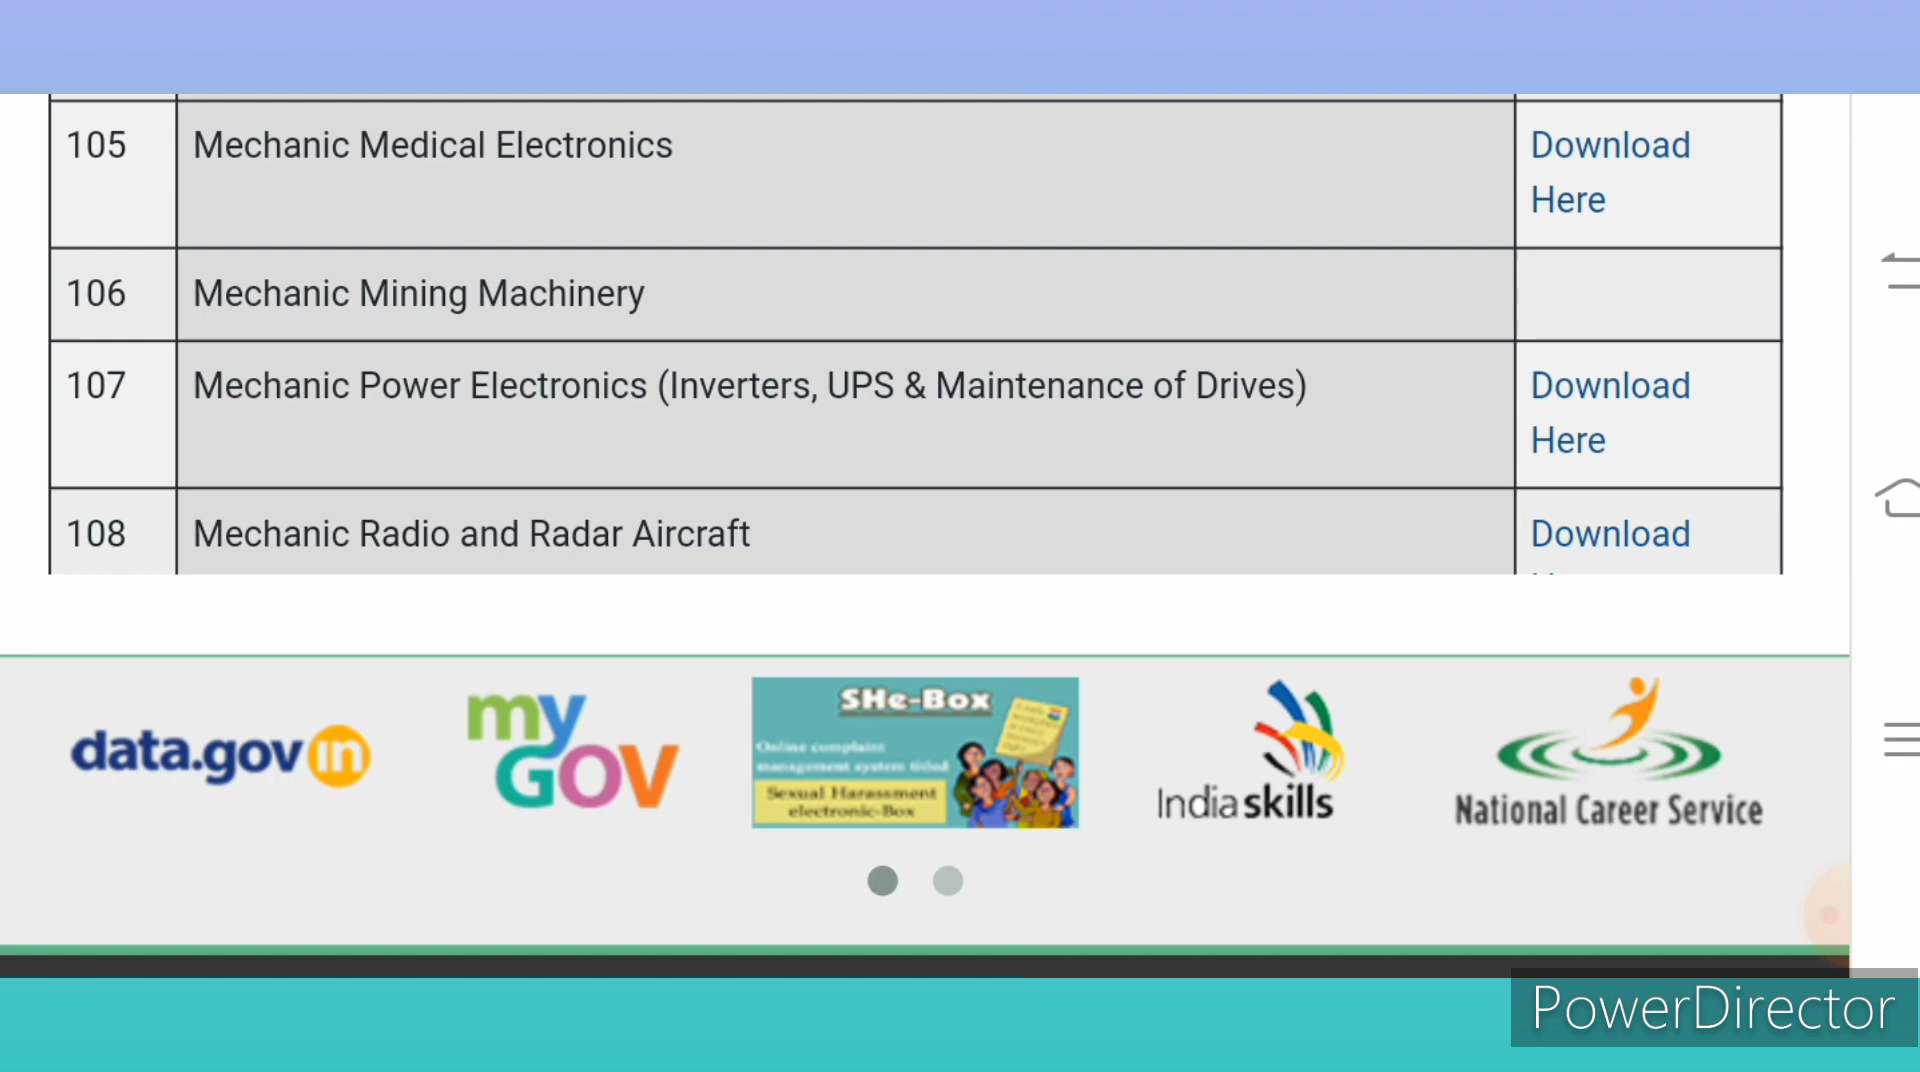 105 Mechanic Medical Electronics Download
Here
106 Mechanic Mining Machinery
107 Mechanic Power Electronics (Inverters, UPS & Maintenance of Drives) Download
Here
108 Mechanic Radio and Radar Aircraft Download
data.gov in
my
GOV
SHe-Box
Online complaint
management system titled
Sexual Harassment
electronic-Box
India skills
National Career Service
PowerDirector